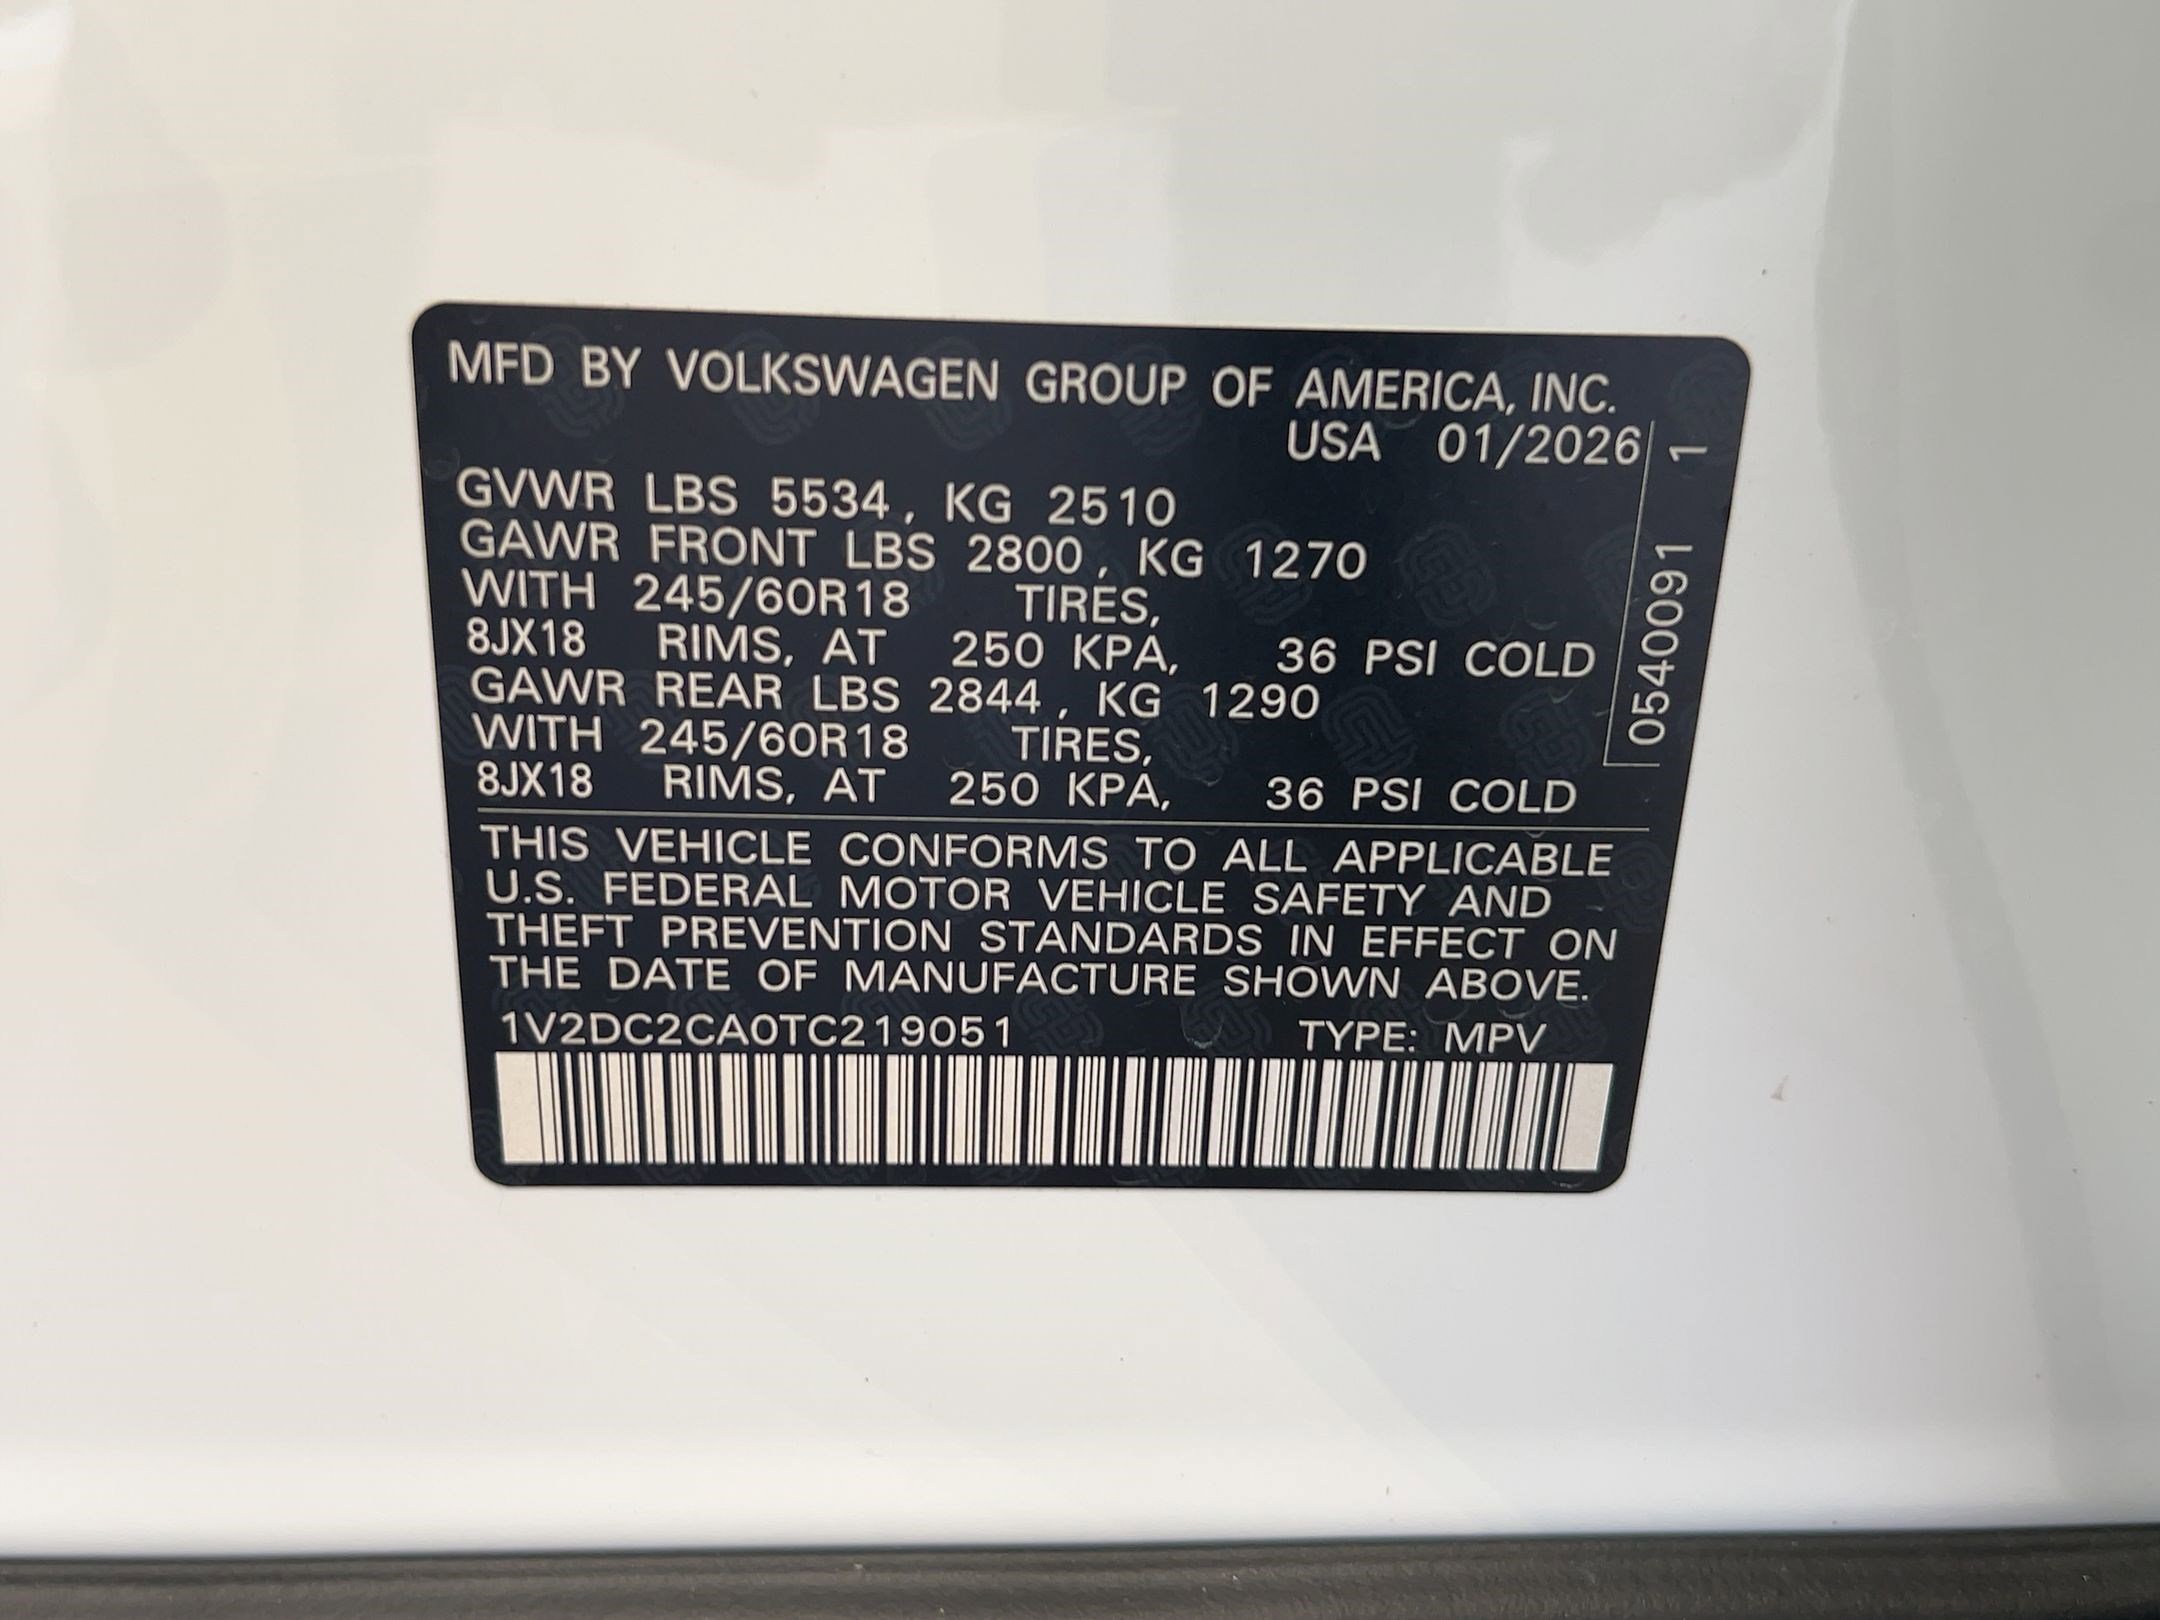 MFD BY VOLKSWAGEN GROUP OF AMERICA, INC.
USA 01/2026
GVWR LBS 5534, KG 2510
GAWR FRONT LBS 2800, KG 1270
WITH 245/60R18 TIRES,
8JX18 RIMS, AT 250 KPA, 36 PSI COLD
GAWR REAR LBS 2844, KG 1290
WITH 245/60R18 TIRES,
8JX18 RIMS, AT 250 KPA, 36 PSI COLD
THIS VEHICLE CONFORMS TO ALL APPLICABLE
U.S. FEDERAL MOTOR VEHICLE SAFETY AND
THEFT PREVENTION STANDARDS IN EFFECT ON
THE DATE OF MANUFACTURE SHOWN ABOVE.
1V2DC2CA0TC219051 TYPE: MPV
0540091 1